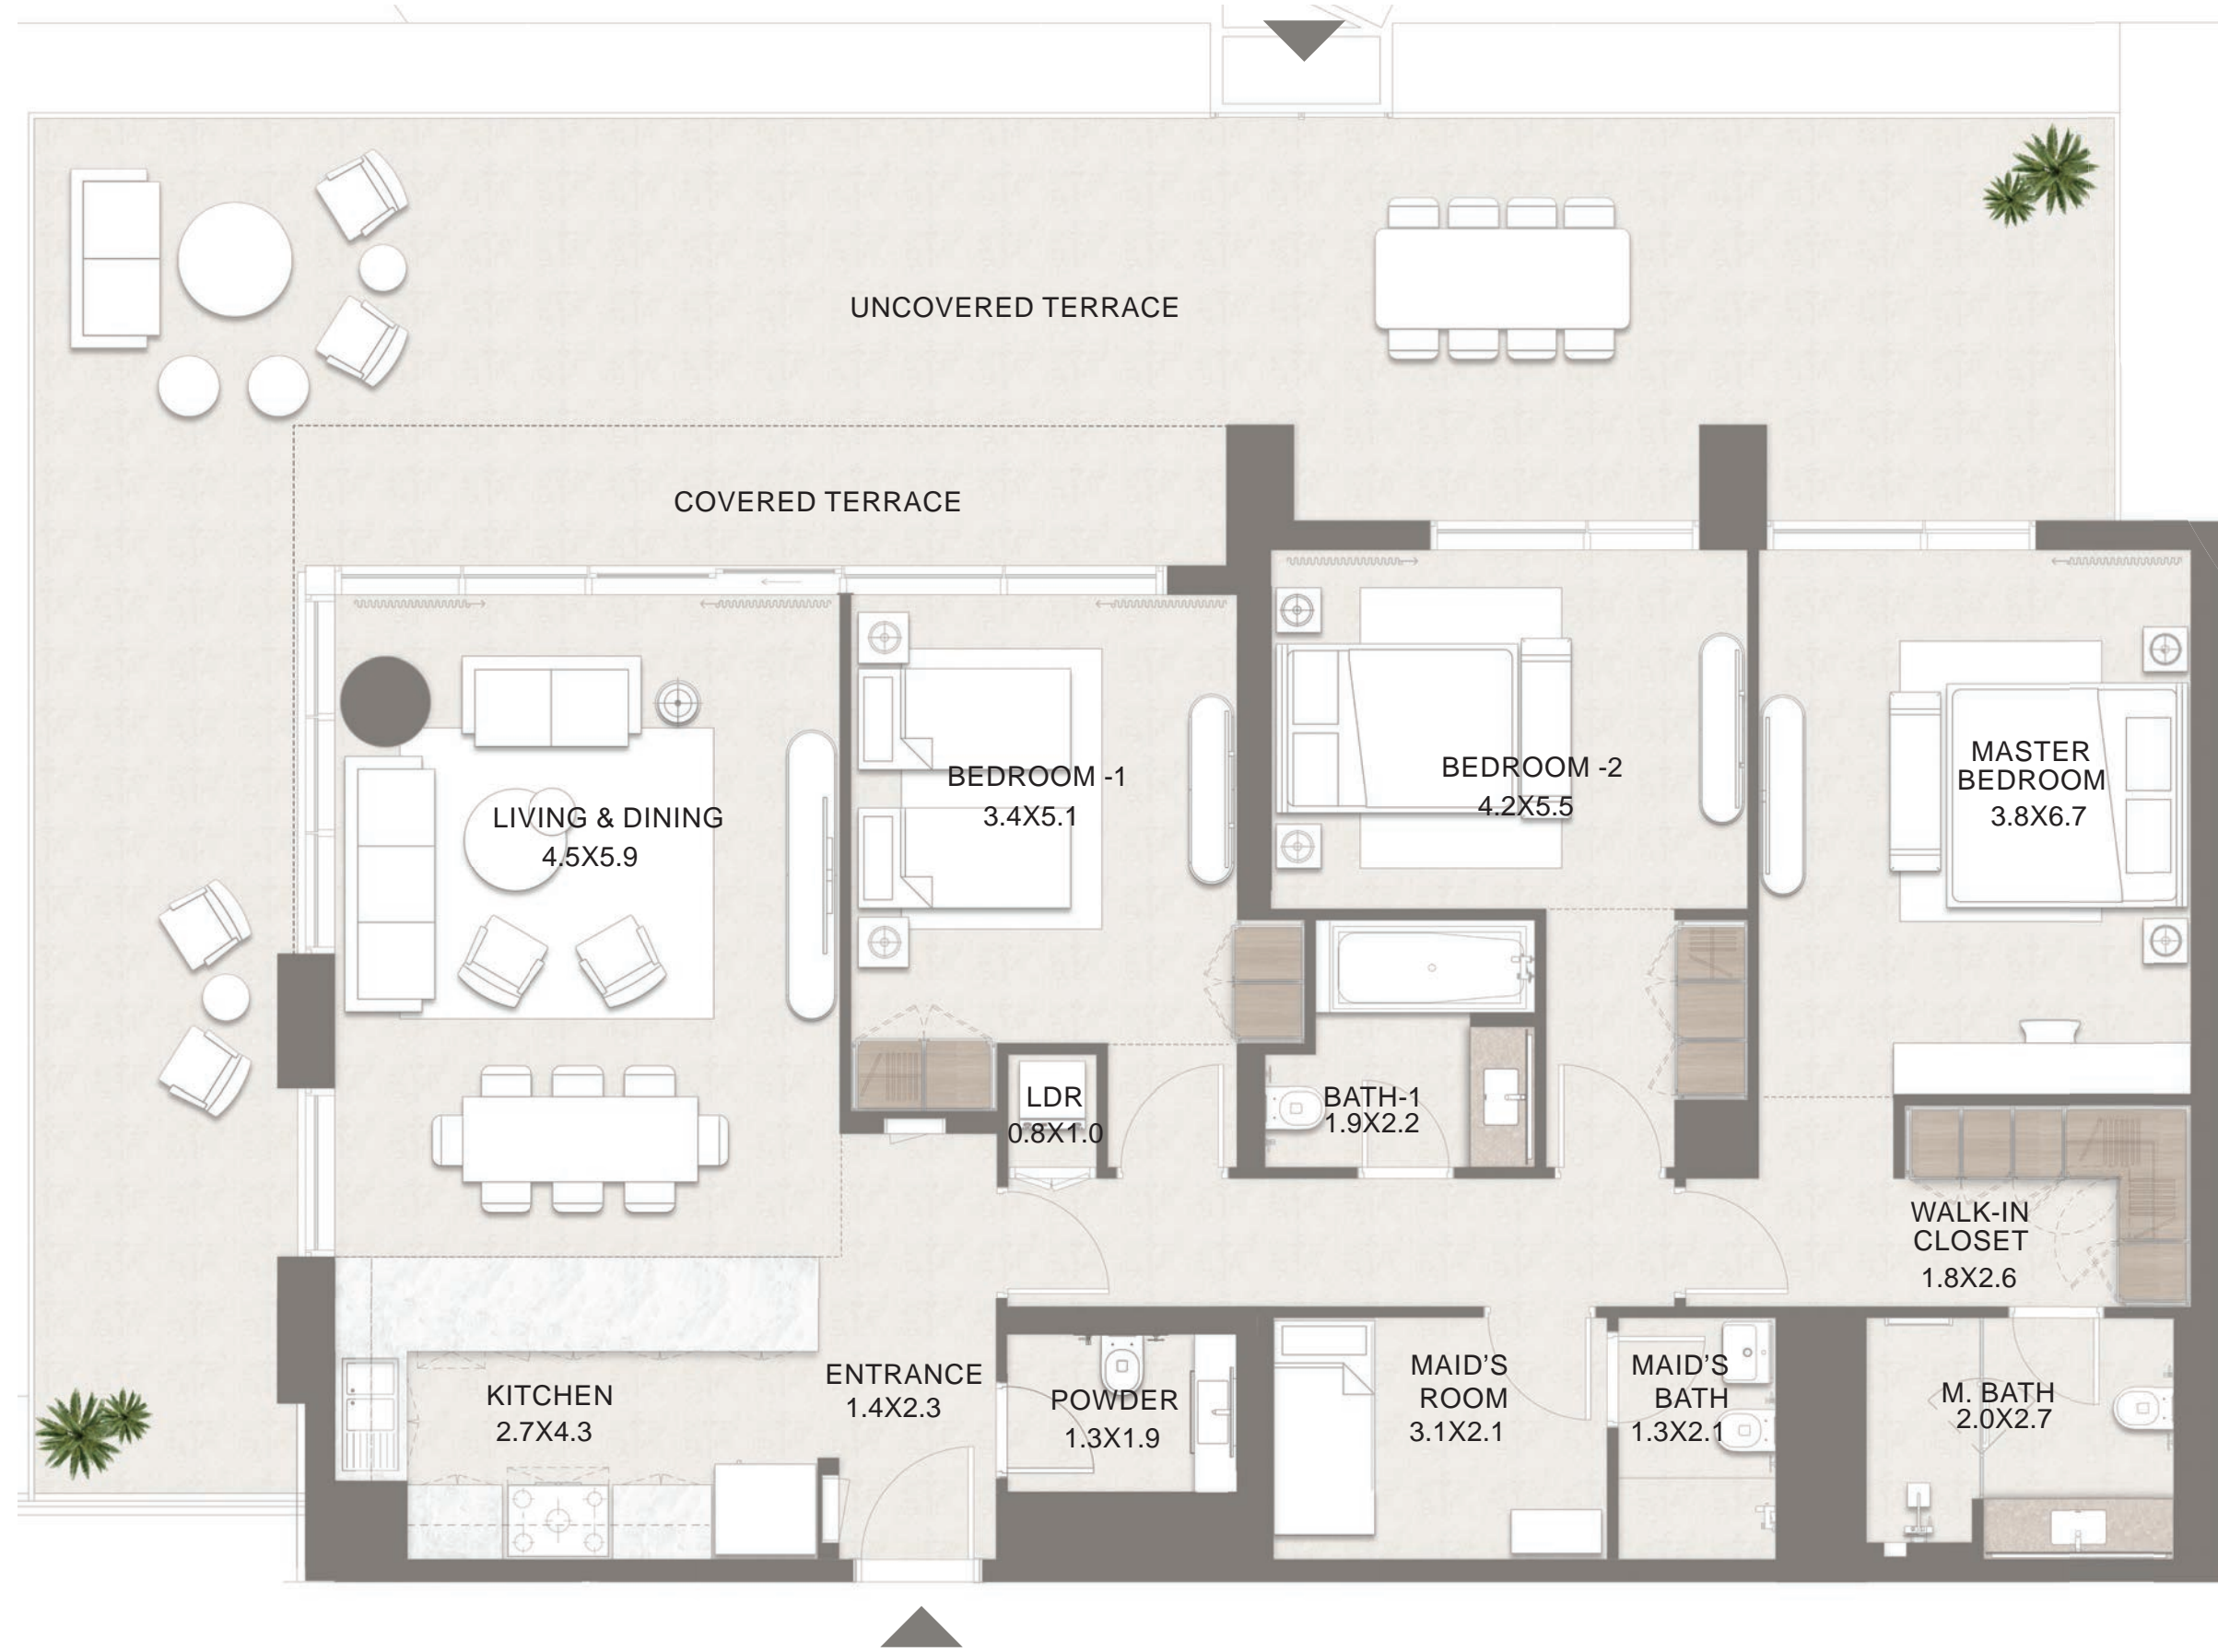 UNCOVERED TERRACE
COVERED TERRACE
LIVING & DINING
4.5X5.9
BEDROOM -1
3.4X5.1
BEDROOM -2
4.2X5.5
MASTER
BEDROOM
3.8X6.7
LDR
0.8X1.0
BATH-1
1.9X2.2
WALK-IN
CLOSET
1.8X2.6
KITCHEN
2.7X4.3
ENTRANCE
1.4X2.3
POWDER
1.3X1.9
MAID'S
ROOM
3.1X2.1
MAID'S
BATH
1.3X2.1
M. BATH
2.0X2.7